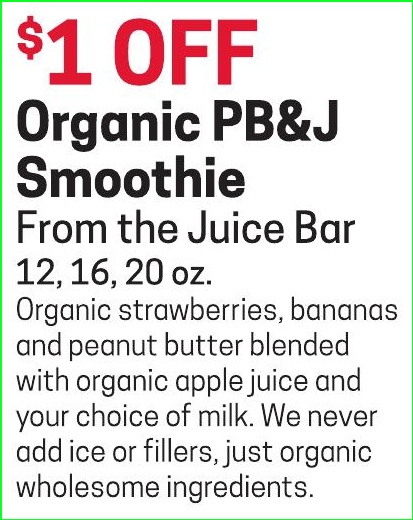 $1 OFF
Organic PB&J
Smoothie
From the Juice Bar
12, 16, 20 oz.
Organic strawberries, bananas
and peanut butter blended
with organic apple juice and
your choice of milk. We never
add ice or fillers, just organic
wholesome ingredients.